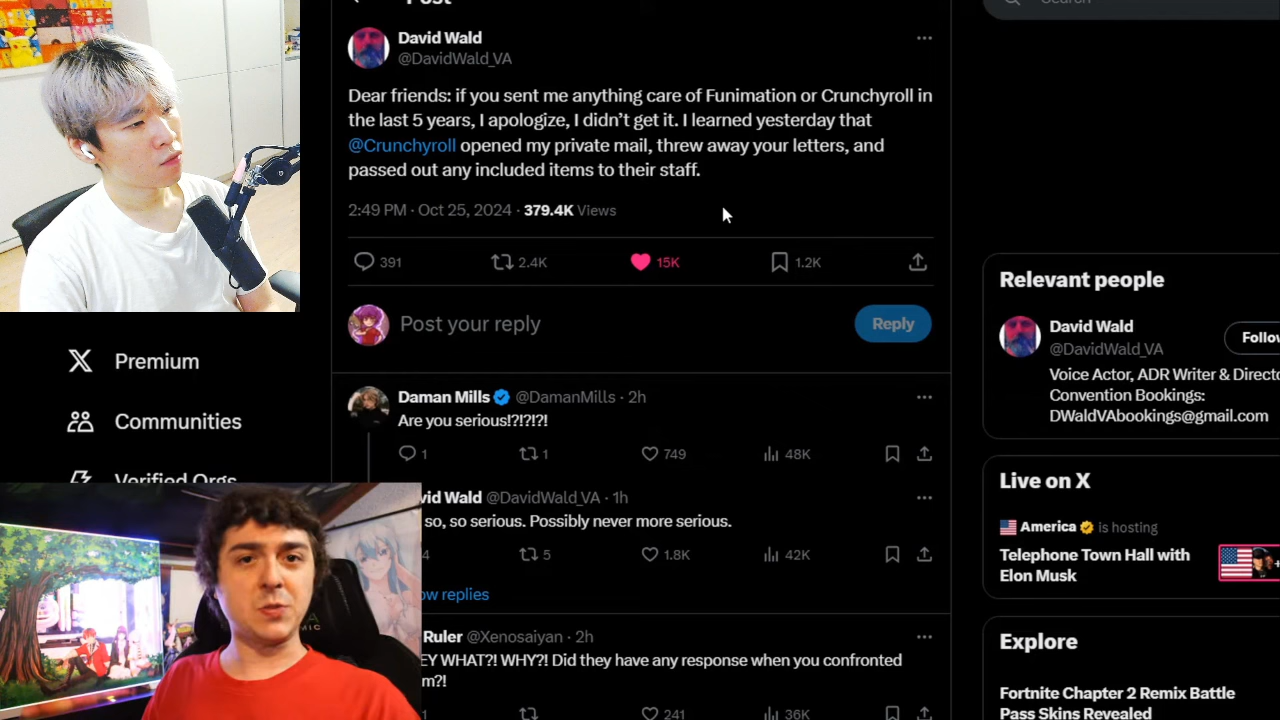 Post
Search
David Wald
@DavidWald_VA
Dear friends: if you sent me anything care of Funimation or Crunchyroll in
the last 5 years, I apologize, I didn’t get it. I learned yesterday that
@Crunchyroll opened my private mail, threw away your letters, and
passed out any included items to their staff.
2:49 PM · Oct 25, 2024 · 379.4K Views
391 2.4K 15K 1.2K
Post your reply
Reply
Daman Mills @DamanMills · 2h
Are you serious!?!?!?!
1 1 749 48K
vid Wald @DavidWald_VA · 1h
so, so serious. Possibly never more serious.
4 5 1.8K 42K
ow replies
Ruler @Xenosaiyan · 2h
EY WHAT?! WHY?! Did they have any response when you confronted
m?!
1 241 36K
Premium
Communities
Verified Orgs
Relevant people
David Wald
@DavidWald_VA
Follow
Voice Actor, ADR Writer & Directo
Convention Bookings:
DWaldVAbookings@gmail.com
Live on X
America is hosting
Telephone Town Hall with
Elon Musk
Explore
Fortnite Chapter 2 Remix Battle
Pass Skins Revealed